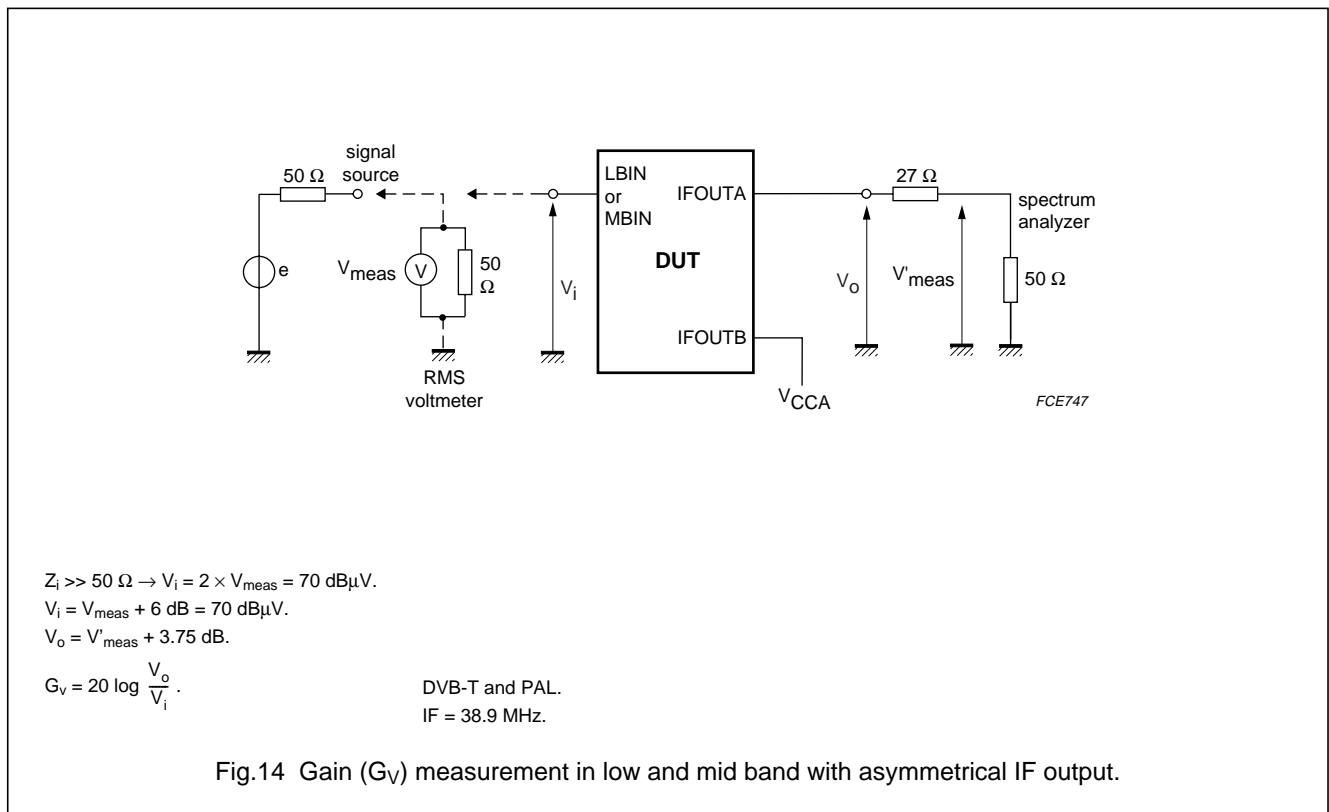 signal
source
50 Ω
e
Vmeas
V
50
Ω
RMS
voltmeter
Vi
LBIN
or
MBIN
IFOUTA
DUT
IFOUTB
VCCA
Vo
27 Ω
V'meas
spectrum
analyzer
50 Ω
FCE747
Zi >> 50 Ω → Vi = 2 × Vmeas = 70 dBμV.
Vi = Vmeas + 6 dB = 70 dBμV.
Vo = V'meas + 3.75 dB.
Gv = 20 log Vo/Vi .
DVB-T and PAL.
IF = 38.9 MHz.
Fig.14 Gain (GV) measurement in low and mid band with asymmetrical IF output.